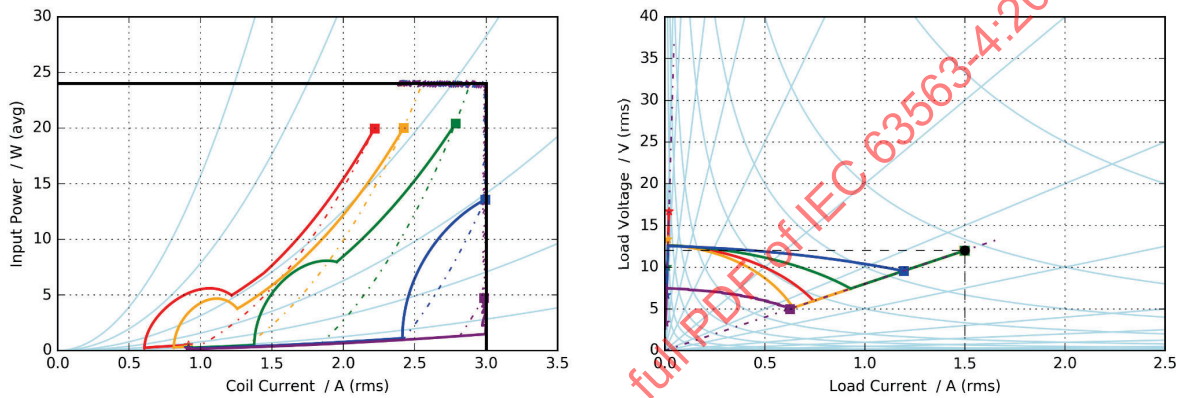 30
25
20
15
10
5
0
0.0 0.5 1.0 1.5 2.0 2.5 3.0 3.5
Input Power / W (avg)
Coil Current / A (rms)
40
35
30
25
20
15
10
5
0
0.0 0.5 1.0 1.5 2.0 2.5
Load Voltage / V (rms)
Load Current / A (rms)
full PDF of IEC 63563-4:20